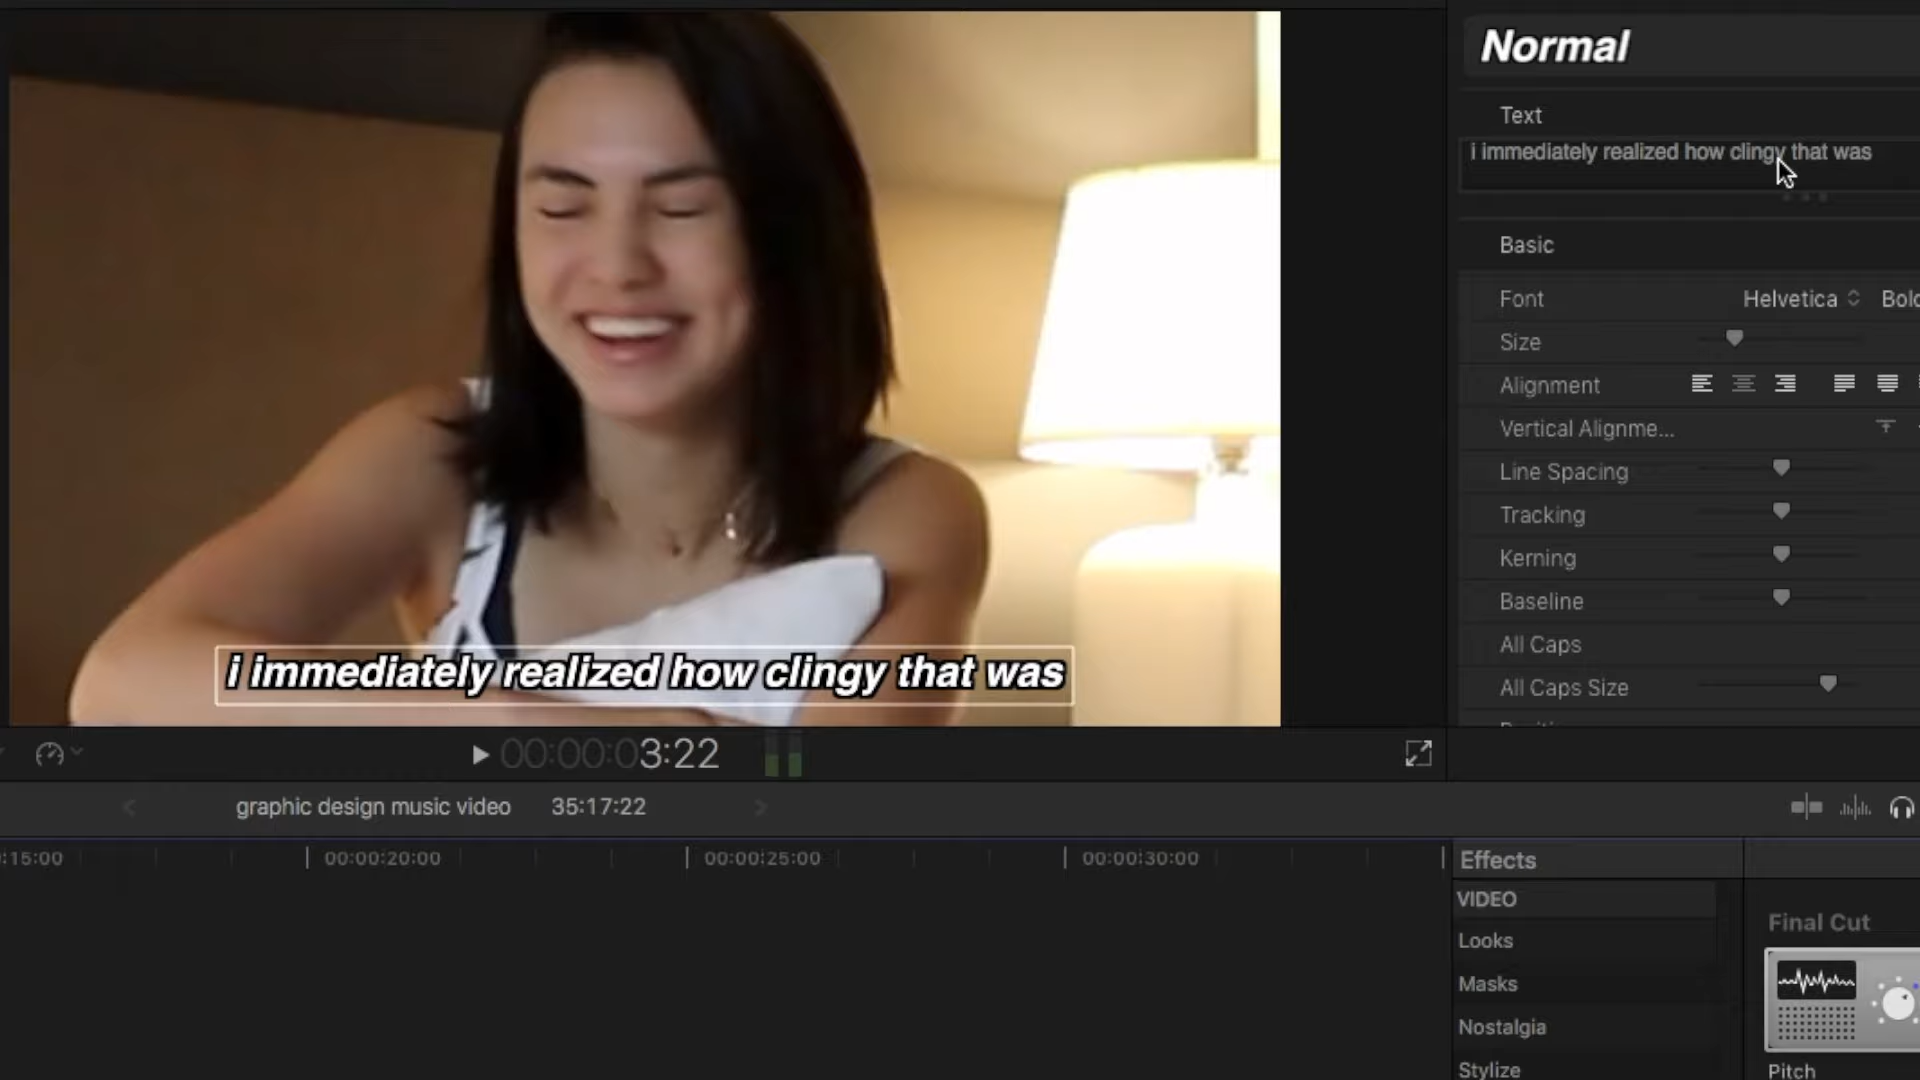 Normal
Text
i immediately realized how clingy that was
Basic
Font Helvetica
Size
Alignment
Vertical Alignme...
Line Spacing
Tracking
Kerning
Baseline
All Caps
All Caps Size
i immediately realized how clingy that was
00:00:03:22
graphic design music video 35:17:22
:15:00 00:00:20:00 00:00:25:00 00:00:30:00
Effects
VIDEO
Looks
Masks
Nostalgia
Stylize
Final Cut
Pitch